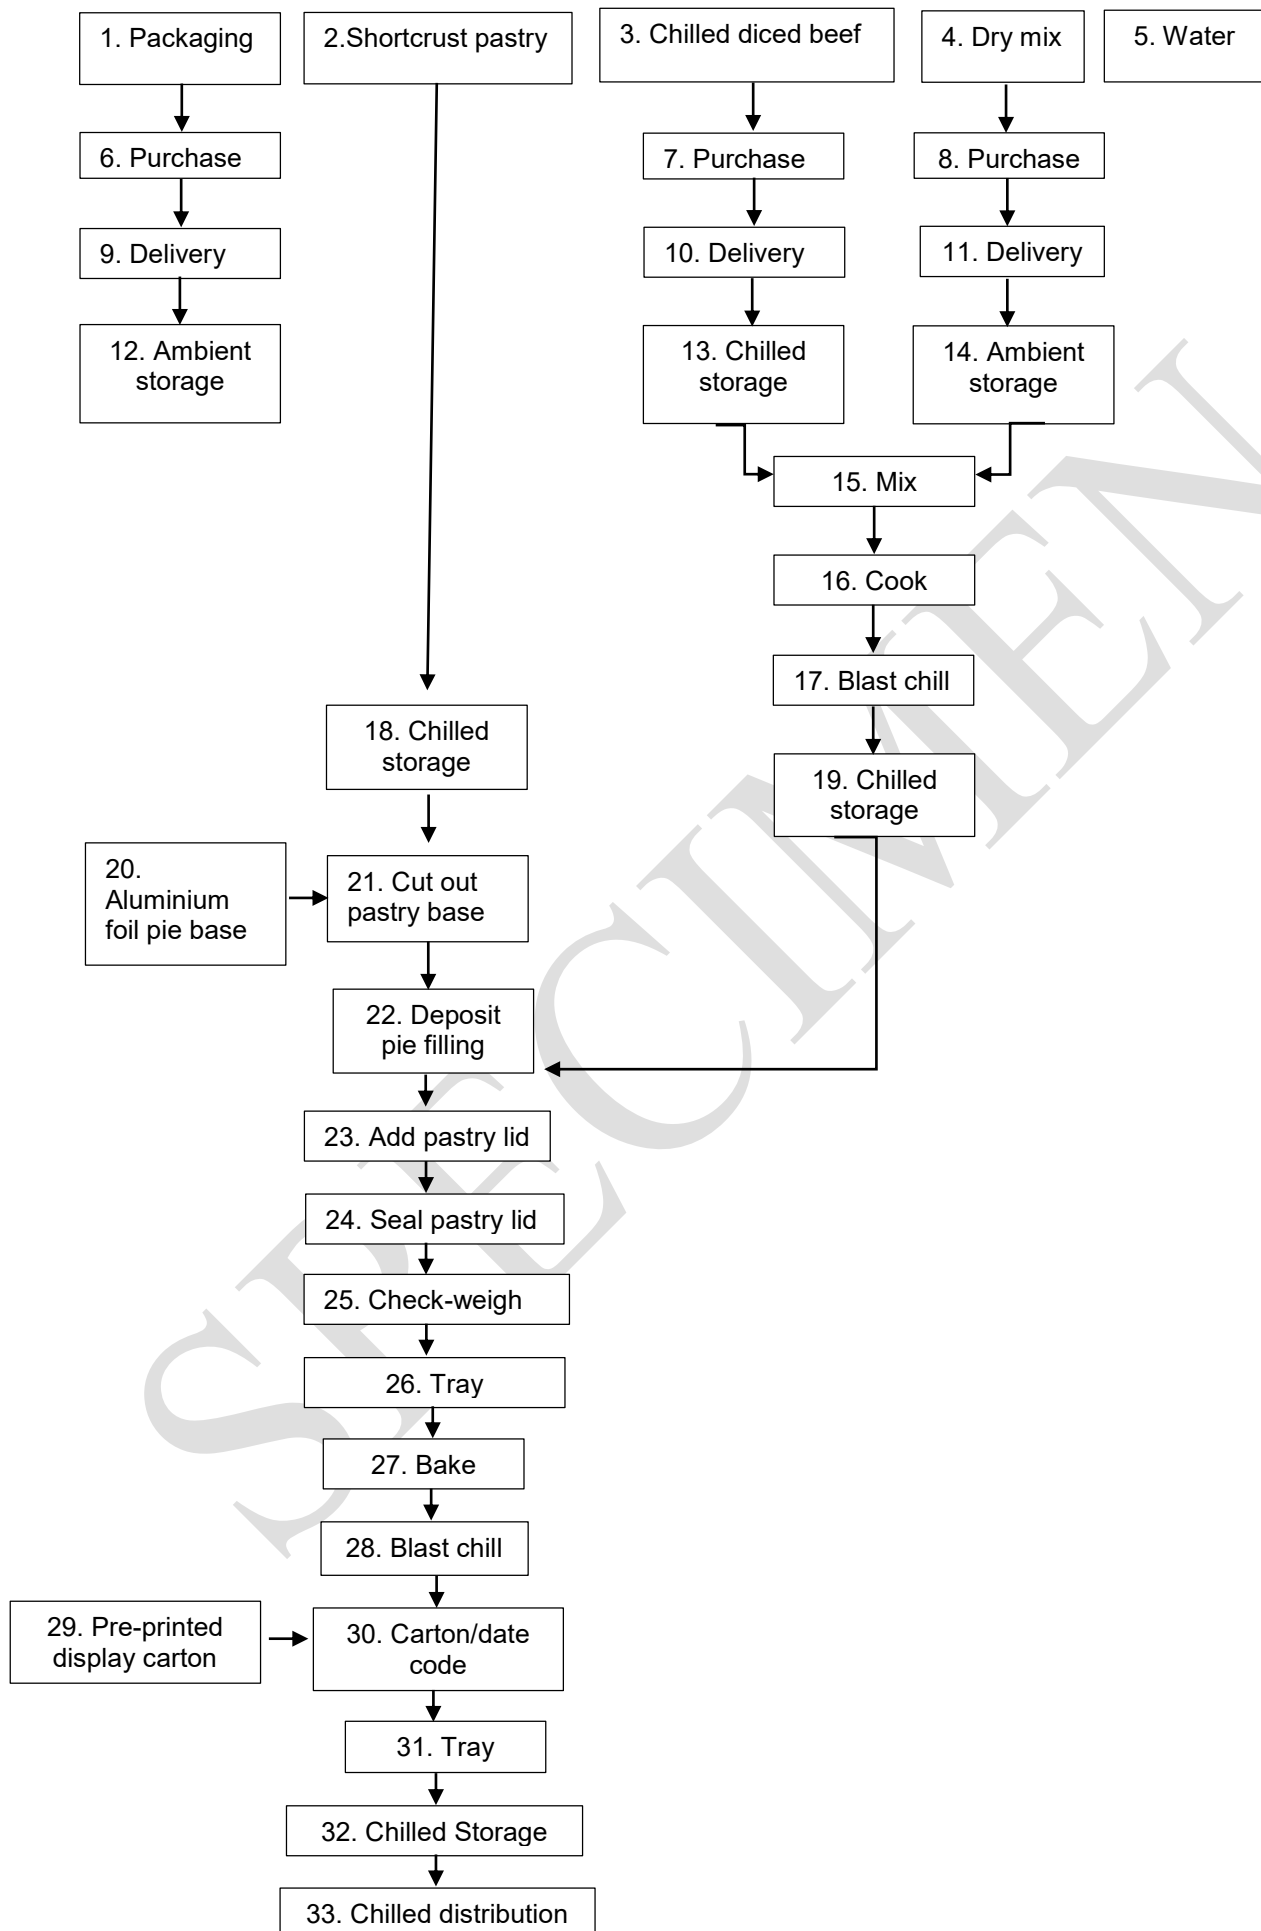 1. Packaging
2.Shortcrust pastry
3. Chilled diced beef
4. Dry mix
5. Water
6. Purchase
7. Purchase
8. Purchase
9. Delivery
10. Delivery
11. Delivery
12. Ambient
storage
13. Chilled
storage
14. Ambient
storage
15. Mix
16. Cook
17. Blast chill
18. Chilled
storage
19. Chilled
storage
20.
Aluminium
foil pie base
21. Cut out
pastry base
22. Deposit
pie filling
23. Add pastry lid
24. Seal pastry lid
25. Check-weigh
26. Tray
27. Bake
28. Blast chill
29. Pre-printed
display carton
30. Carton/date
code
31. Tray
32. Chilled Storage
33. Chilled distribution
SPECIMEN